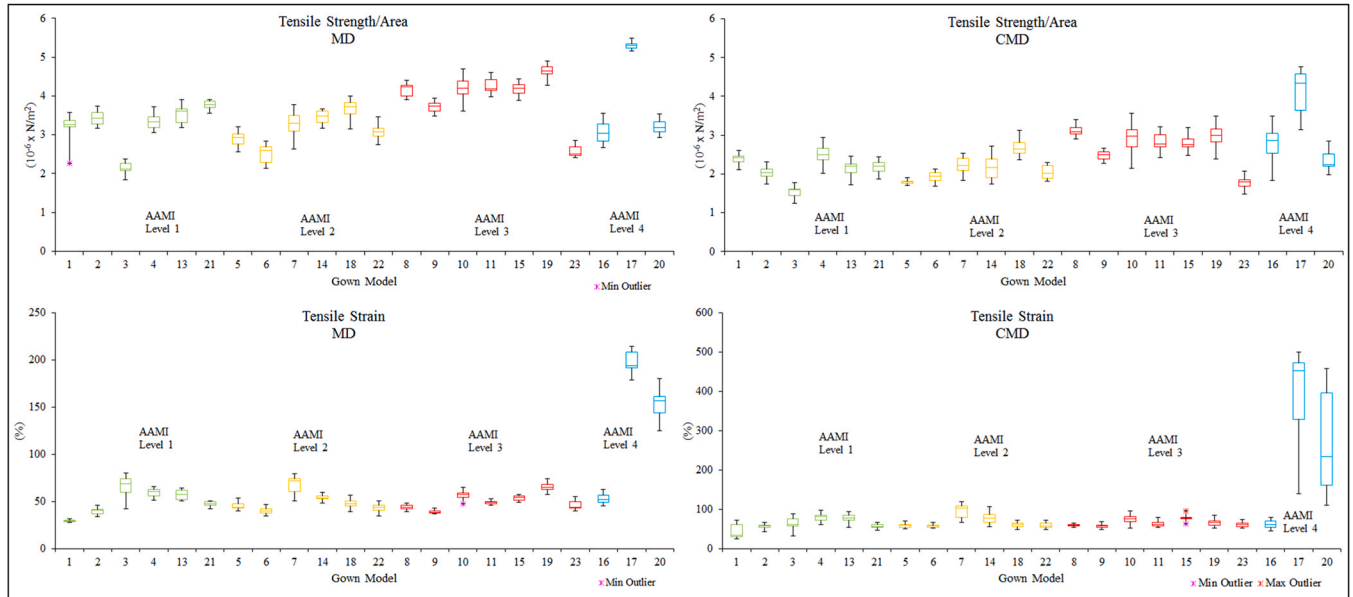 Tensile Strength/Area
MD
(10⁻⁶ x N/m²)
6
5
4
3
2
1
0
AAMI
Level 1
AAMI
Level 2
AAMI
Level 3
AAMI
Level 4
1 2 3 4 13 21 5 6 7 14 18 22 8 9 10 11 15 19 23 16 17 20
Gown Model
Min Outlier
Tensile Strength/Area
CMD
(10⁻⁶ x N/m²)
6
5
4
3
2
1
0
AAMI
Level 1
AAMI
Level 2
AAMI
Level 3
AAMI
Level 4
1 2 3 4 13 21 5 6 7 14 18 22 8 9 10 11 15 19 23 16 17 20
Gown Model
Tensile Strain
MD
(%)
250
200
150
100
50
0
AAMI
Level 1
AAMI
Level 2
AAMI
Level 3
AAMI
Level 4
1 2 3 4 13 21 5 6 7 14 18 22 8 9 10 11 15 19 23 16 17 20
Gown Model
Min Outlier
Tensile Strain
CMD
(%)
600
500
400
300
200
100
0
AAMI
Level 1
AAMI
Level 2
AAMI
Level 3
AAMI
Level 4
1 2 3 4 13 21 5 6 7 14 18 22 8 9 10 11 15 19 23 16 17 20
Gown Model
Min Outlier Max Outlier